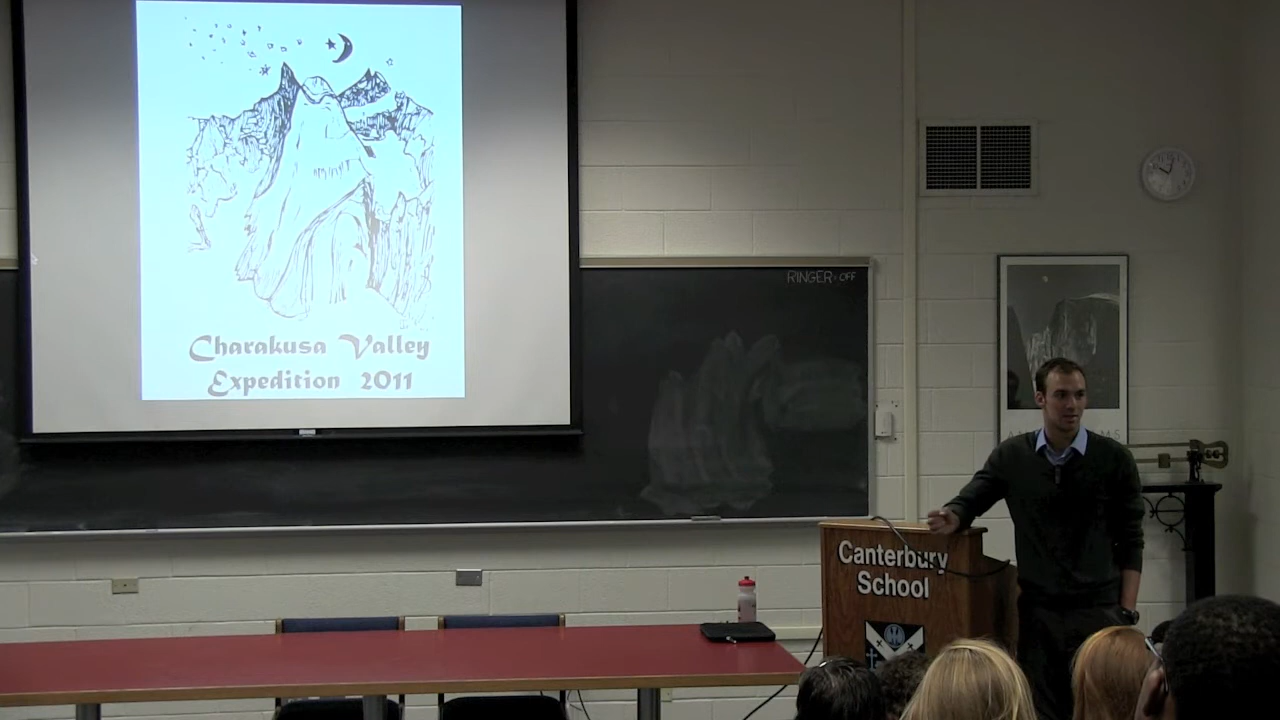 Charakusa Valley
Expedition 2011
RINGER: OFF
Canterbury
School